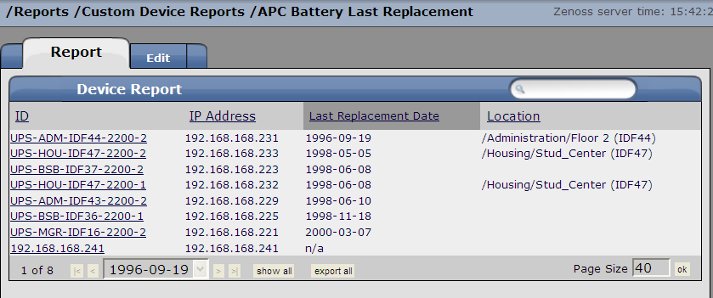 /Reports /Custom Device Reports /APC Battery Last Replacement Zenoss server time: 15:42:2
Report Edit
Device Report
ID IP Address Last Replacement Date Location
UPS-ADM-IDF44-2200-2 192.168.168.231 1996-09-19 /Administration/Floor 2 (IDF44)
UPS-HOU-IDF47-2200-2 192.168.168.233 1998-05-05 /Housing/Stud_Center (IDF47)
UPS-BSB-IDF37-2200-2 192.168.168.223 1998-06-08
UPS-HOU-IDF47-2200-1 192.168.168.232 1998-06-08 /Housing/Stud_Center (IDF47)
UPS-ADM-IDF43-2200-2 192.168.168.229 1998-06-10
UPS-BSB-IDF36-2200-1 192.168.168.225 1998-11-18
UPS-MGR-IDF16-2200-2 192.168.168.221 2000-03-07
192.168.168.241 192.168.168.241 n/a
1 of 8 |< < 1996-09-19 > >| show all export all Page Size 40 ok